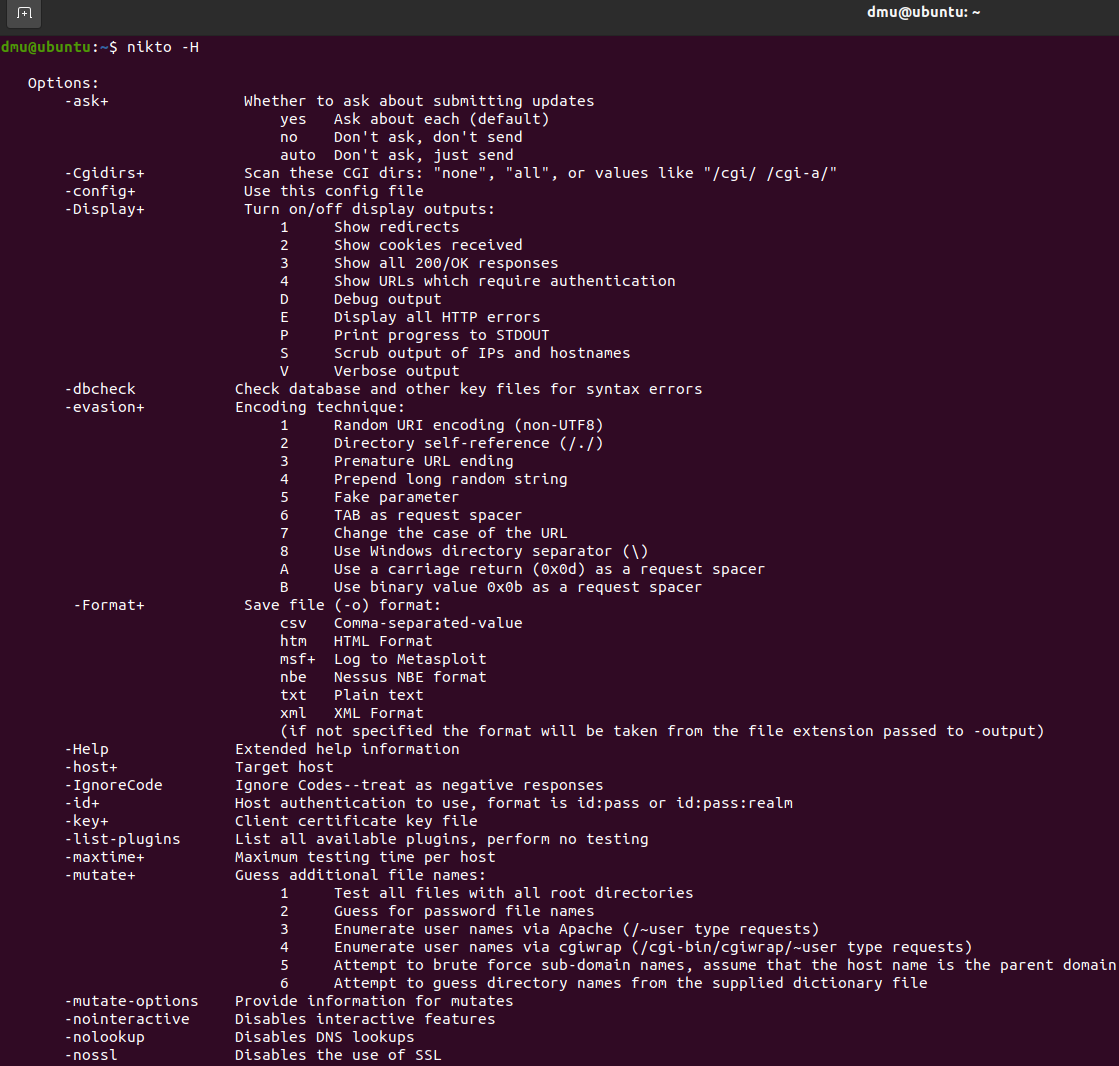 dmu@ubuntu: ~
dmu@ubuntu:~$ nikto -H
Options:
-ask+ Whether to ask about submitting updates
yes Ask about each (default)
no Don't ask, don't send
auto Don't ask, just send
-Cgidirs+ Scan these CGI dirs: "none", "all", or values like "/cgi/ /cgi-a/"
-config+ Use this config file
-Display+ Turn on/off display outputs:
1 Show redirects
2 Show cookies received
3 Show all 200/OK responses
4 Show URLs which require authentication
D Debug output
E Display all HTTP errors
P Print progress to STDOUT
S Scrub output of IPs and hostnames
V Verbose output
-dbcheck Check database and other key files for syntax errors
-evasion+ Encoding technique:
1 Random URI encoding (non-UTF8)
2 Directory self-reference (/./)
3 Premature URL ending
4 Prepend long random string
5 Fake parameter
6 TAB as request spacer
7 Change the case of the URL
8 Use Windows directory separator (\)
A Use a carriage return (0x0d) as a request spacer
B Use binary value 0x0b as a request spacer
-Format+ Save file (-o) format:
csv Comma-separated-value
htm HTML Format
msf+ Log to Metasploit
nbe Nessus NBE format
txt Plain text
xml XML Format
(if not specified the format will be taken from the file extension passed to -output)
-Help Extended help information
-host+ Target host
-IgnoreCode Ignore Codes--treat as negative responses
-id+ Host authentication to use, format is id:pass or id:pass:realm
-key+ Client certificate key file
-list-plugins List all available plugins, perform no testing
-maxtime+ Maximum testing time per host
-mutate+ Guess additional file names:
1 Test all files with all root directories
2 Guess for password file names
3 Enumerate user names via Apache (/~user type requests)
4 Enumerate user names via cgiwrap (/cgi-bin/cgiwrap/~user type requests)
5 Attempt to brute force sub-domain names, assume that the host name is the parent domain
6 Attempt to guess directory names from the supplied dictionary file
-mutate-options Provide information for mutates
-nointeractive Disables interactive features
-nolookup Disables DNS lookups
-nossl Disables the use of SSL